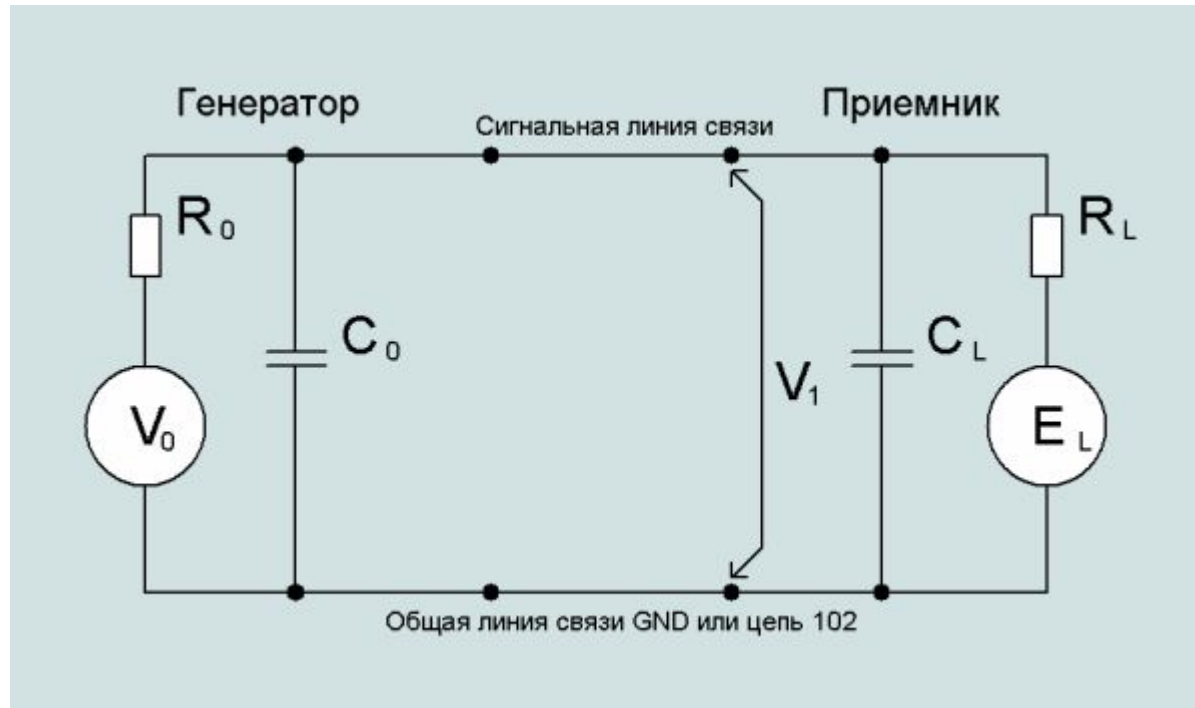 Генератор
Приемник
Сигнальная линия связи
R0
RL
C0
CL
V1
V0
EL
Общая линия связи GND или цепь 102